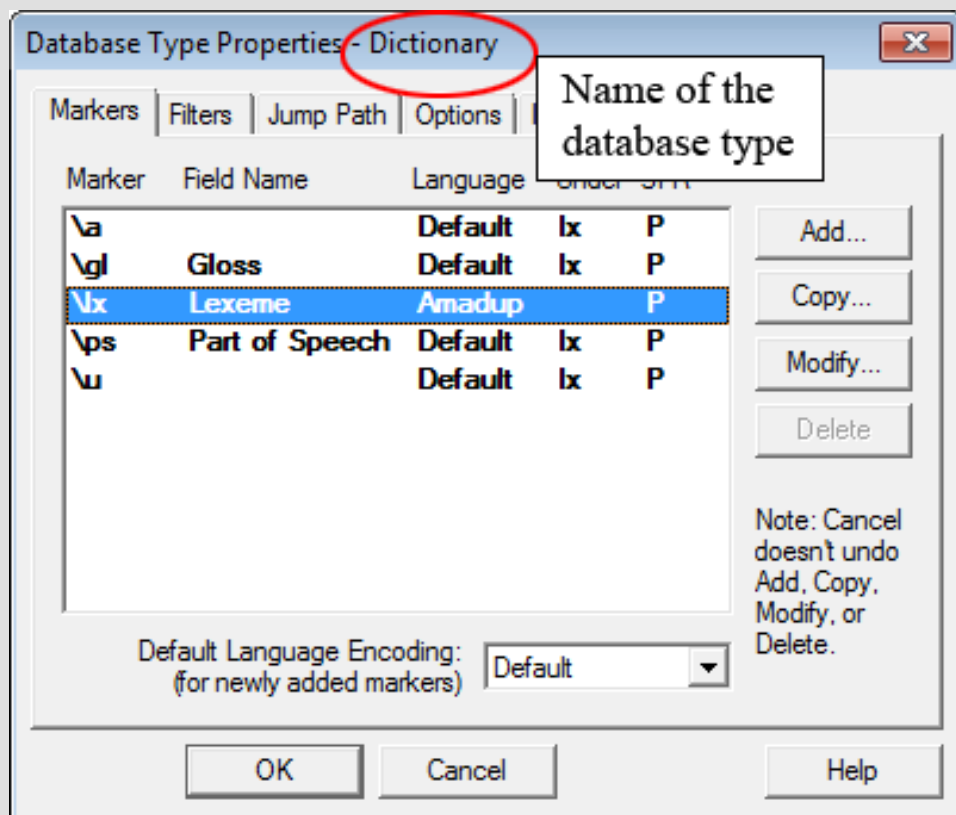 Database Type Properties - Dictionary
Name of the
database type
Markers Filters Jump Path Options
Marker Field Name Language
\a Default lx P
\gl Gloss Default lx P
\lx Lexeme Amadup P
\ps Part of Speech Default lx P
\u Default lx P
Add...
Copy...
Modify...
Delete
Note: Cancel
doesn't undo
Add, Copy,
Modify, or
Delete.
Default Language Encoding:
(for newly added markers)
Default
OK Cancel Help